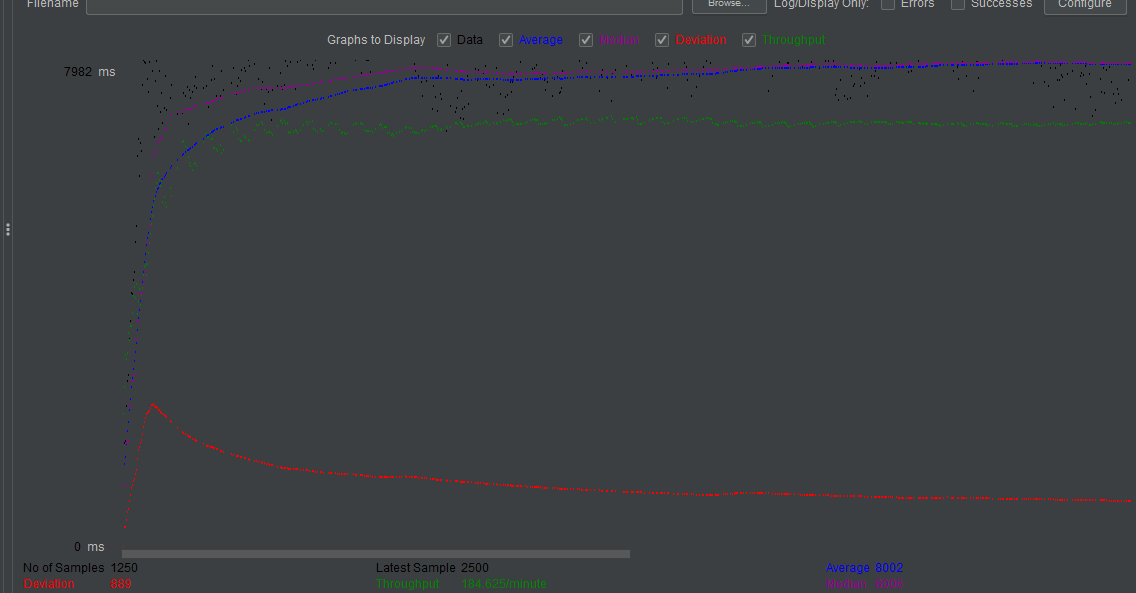 Filename Browse... Log/Display Only: Errors Successes Configure
Graphs to Display Data Average Median Deviation Throughput
7982 ms
0 ms
No of Samples 1250 Latest Sample 2500 Average 8002
Deviation 889 Throughput 184.625/minute Median